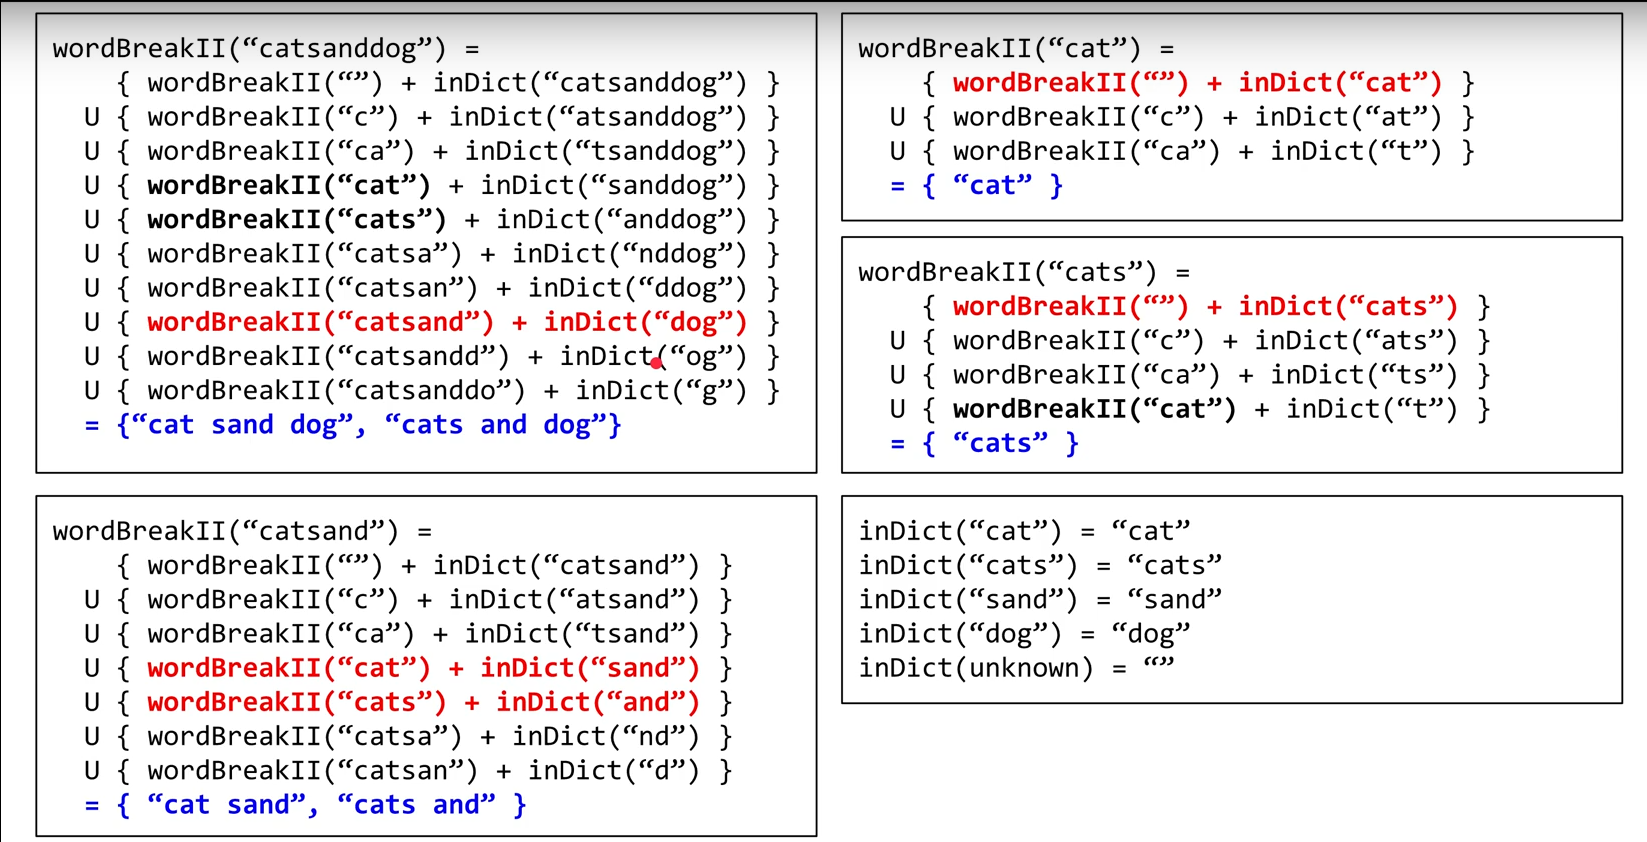 wordBreakII(“catsanddog”) =
{ wordBreakII(“”) + inDict(“catsanddog”) }
U { wordBreakII(“c”) + inDict(“atsanddog”) }
U { wordBreakII(“ca”) + inDict(“tsanddog”) }
U { wordBreakII(“cat”) + inDict(“sanddog”) }
U { wordBreakII(“cats”) + inDict(“anddog”) }
U { wordBreakII(“catsa”) + inDict(“nddog”) }
U { wordBreakII(“catsan”) + inDict(“ddog”) }
U { wordBreakII(“catsand”) + inDict(“dog”) }
U { wordBreakII(“catsandd”) + inDict(“og”) }
U { wordBreakII(“catsanddo”) + inDict(“g”) }
= {“cat sand dog”, “cats and dog”}
wordBreakII(“catsand”) =
{ wordBreakII(“”) + inDict(“catsand”) }
U { wordBreakII(“c”) + inDict(“atsand”) }
U { wordBreakII(“ca”) + inDict(“tsand”) }
U { wordBreakII(“cat”) + inDict(“sand”) }
U { wordBreakII(“cats”) + inDict(“and”) }
U { wordBreakII(“catsa”) + inDict(“nd”) }
U { wordBreakII(“catsan”) + inDict(“d”) }
= { “cat sand”, “cats and” }
wordBreakII(“cat”) =
{ wordBreakII(“”) + inDict(“cat”) }
U { wordBreakII(“c”) + inDict(“at”) }
U { wordBreakII(“ca”) + inDict(“t”) }
= { “cat” }
wordBreakII(“cats”) =
{ wordBreakII(“”) + inDict(“cats”) }
U { wordBreakII(“c”) + inDict(“ats”) }
U { wordBreakII(“ca”) + inDict(“ts”) }
U { wordBreakII(“cat”) + inDict(“t”) }
= { “cats” }
inDict(“cat”) = “cat”
inDict(“cats”) = “cats”
inDict(“sand”) = “sand”
inDict(“dog”) = “dog”
inDict(unknown) = “”